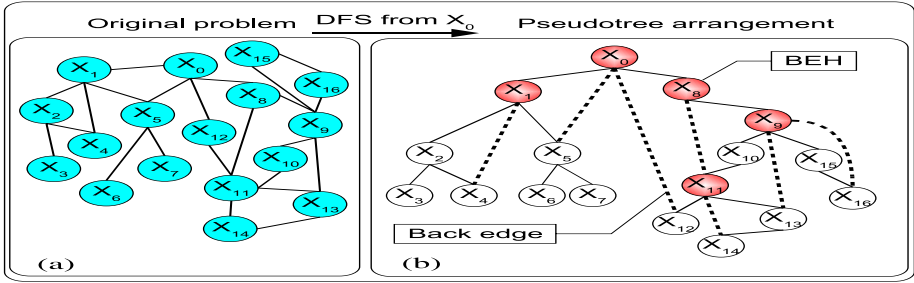 Original problem DFS from X₀ Pseudotree arrangement
X₀
X₁
X₂
X₃
X₄
X₅
X₆
X₇
X₈
X₉
X₁₀
X₁₁
X₁₂
X₁₃
X₁₄
X₁₅
X₁₆
(a)
X₀
BEH
X₁
X₈
X₉
X₂
X₅
X₁₀
X₁₅
X₃
X₄
X₆
X₇
X₁₁
X₁₆
Back edge
X₁₂
X₁₃
X₁₄
(b)